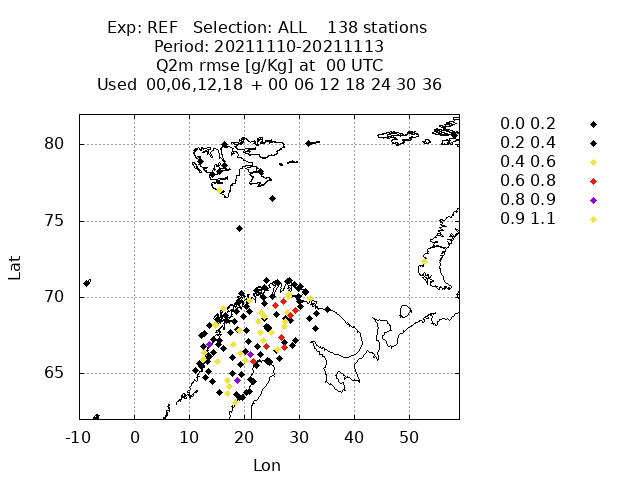 Exp: REF Selection: ALL 138 stations
Period: 20211110-20211113
Q2m rmse [g/Kg] at 00 UTC
Used 00,06,12,18 + 00 06 12 18 24 30 36
0.0 0.2
0.2 0.4
0.4 0.6
0.6 0.8
0.8 0.9
0.9 1.1
80
75
70
65
Lat
-10 0 10 20 30 40 50
Lon